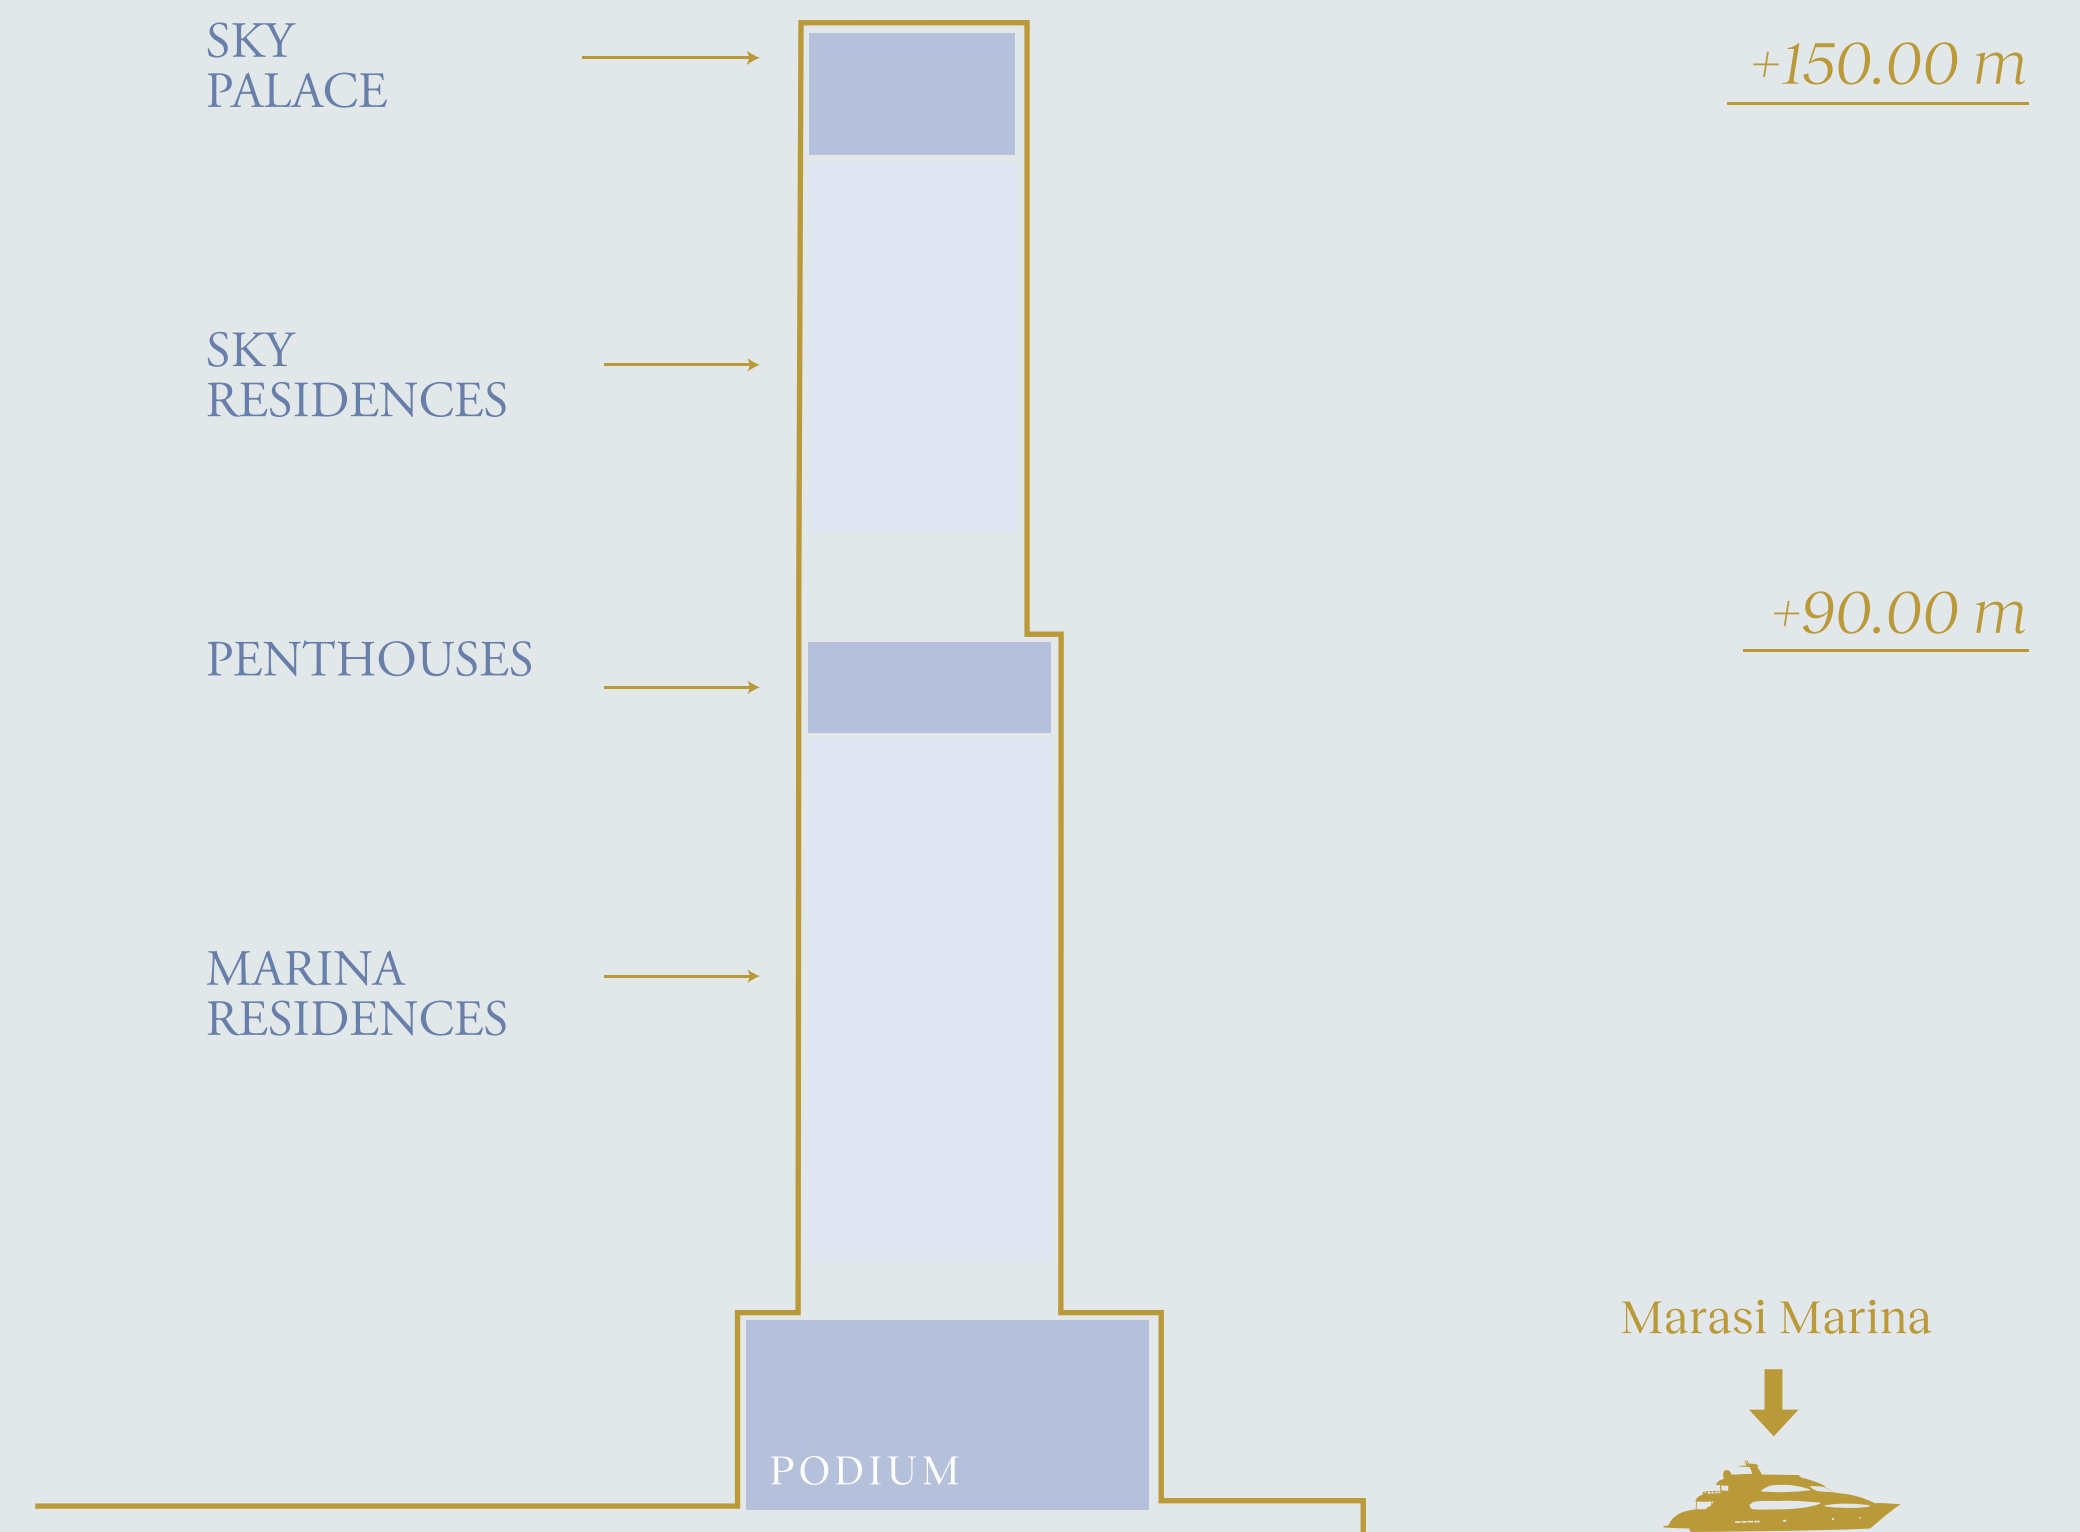 SKY
PALACE
+150.00 m
SKY
RESIDENCES
+90.00 m
PENTHOUSES
MARINA
RESIDENCES
Marasi Marina
PODIUM